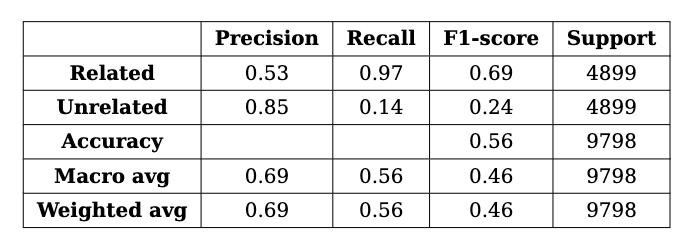 Precision Recall F1-score Support
Related 0.53 0.97 0.69 4899
Unrelated 0.85 0.14 0.24 4899
Accuracy 0.56 9798
Macro avg 0.69 0.56 0.46 9798
Weighted avg 0.69 0.56 0.46 9798